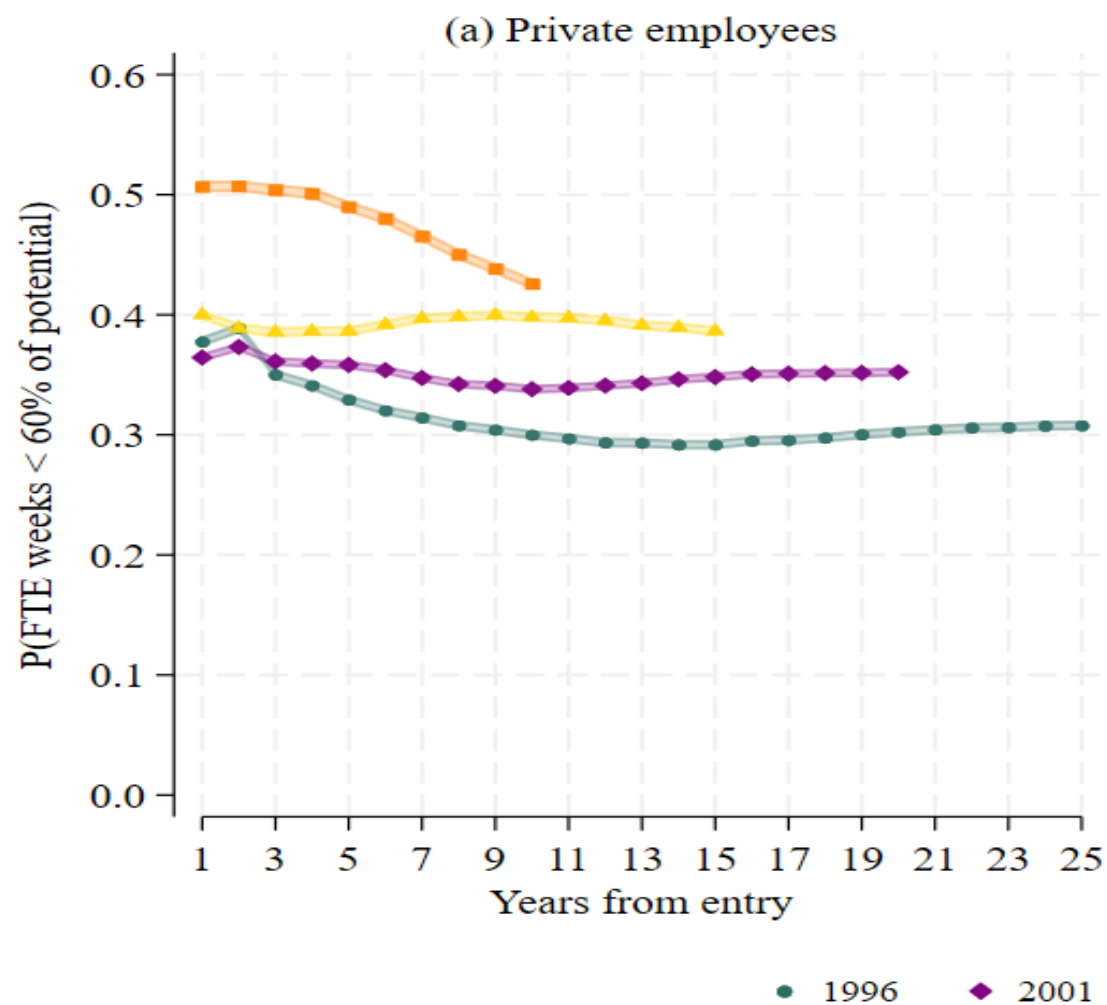 (a) Private employees
P(FTE weeks < 60% of potential)
0.6
0.5
0.4
0.3
0.2
0.1
0.0
1 3 5 7 9 11 13 15 17 19 21 23 25
Years from entry
1996 2001